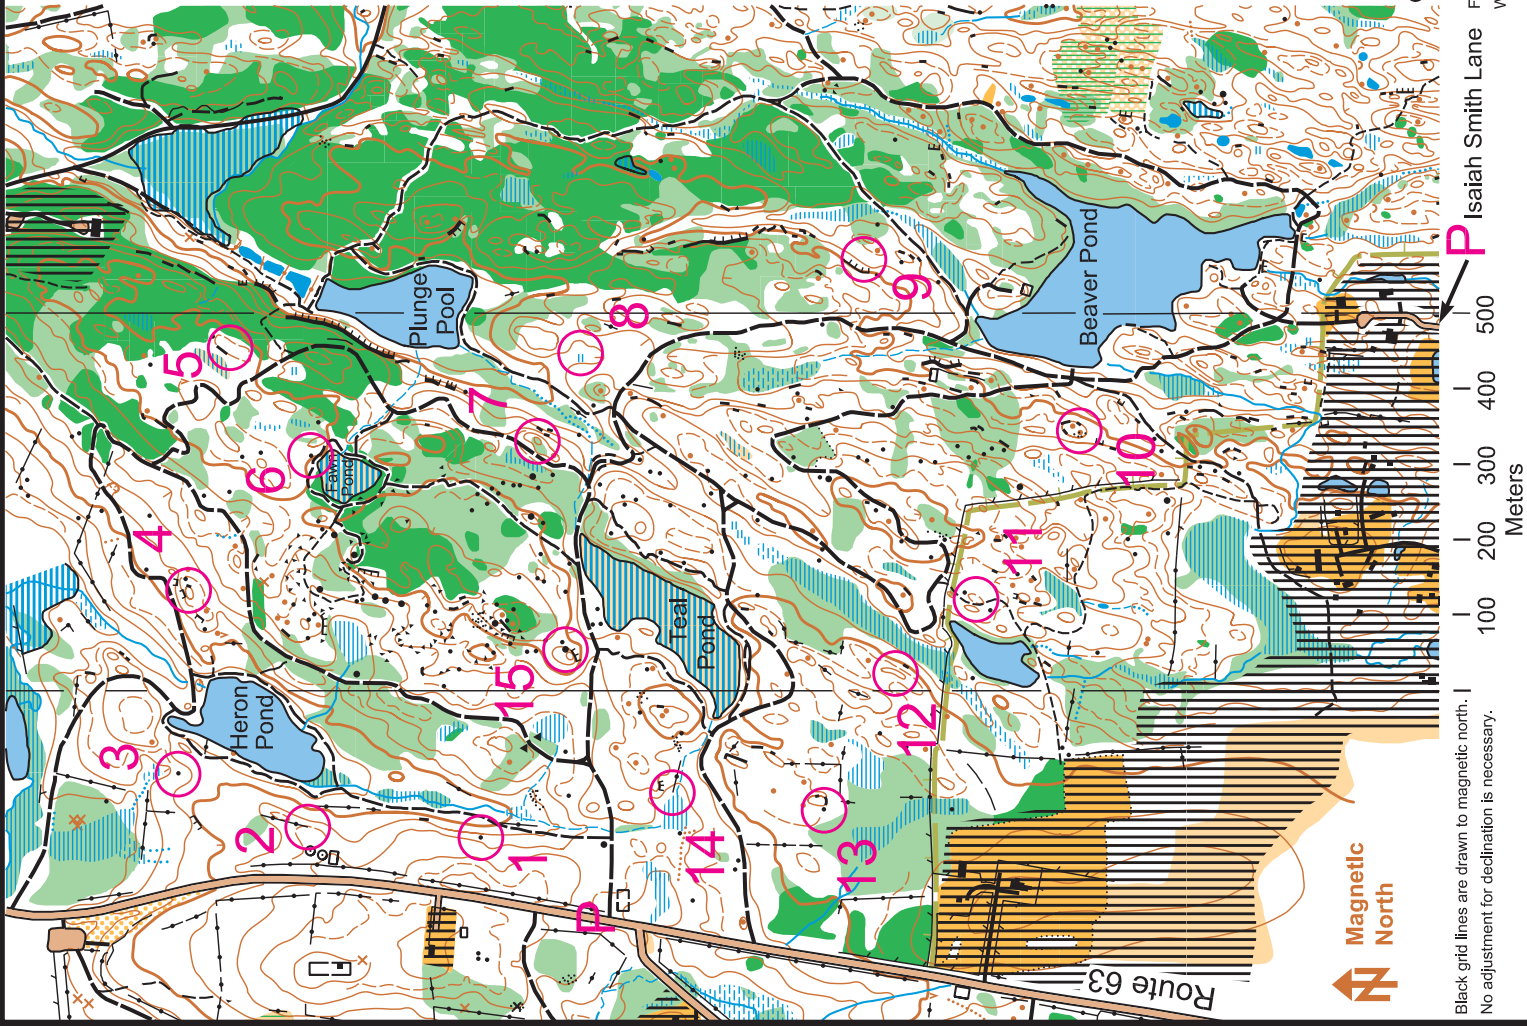 5
Plunge
Pool
8
9
Beaver Pond
P
Isaiah Smith Lane
7
6
Fawn
Pond
4
10
11
500
400
300
200
100
Meters
Teal
Pond
15
12
Heron
Pond
3
2
1
14
13
P
Route 63
Magnetic
North
N
Black grid lines are drawn to magnetic north.
No adjustment for declination is necessary.